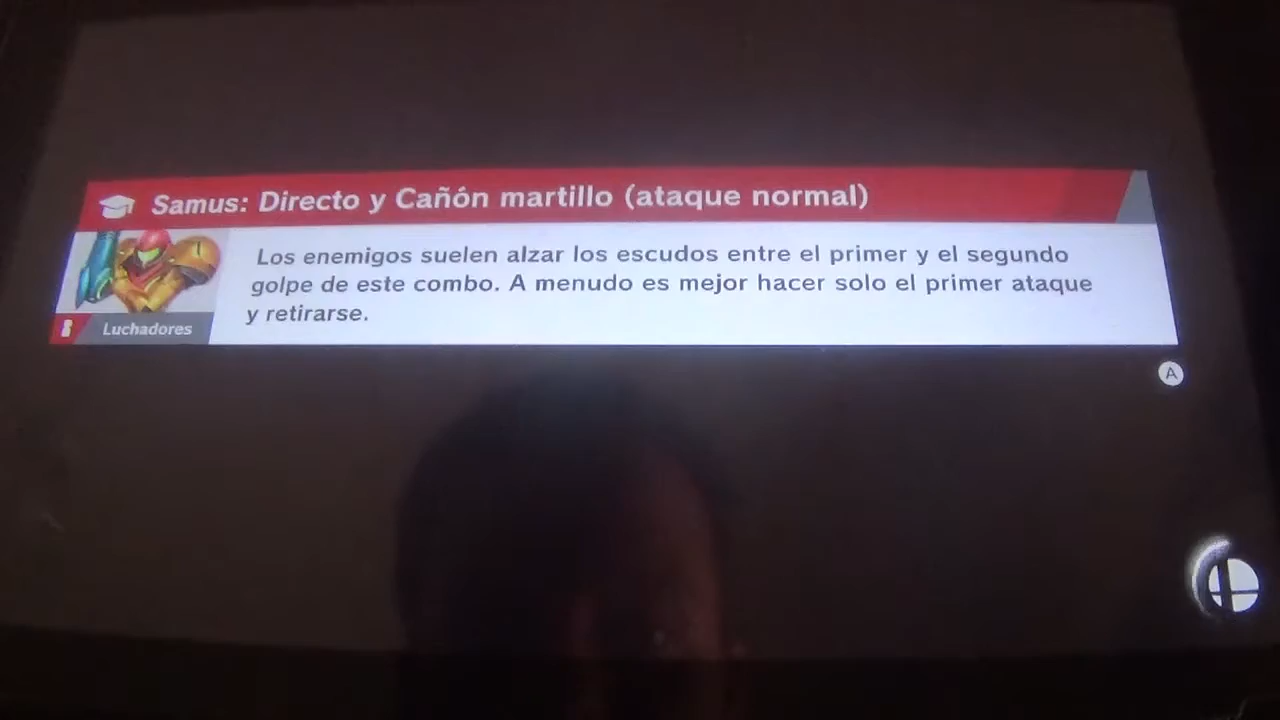 Samus: Directo y Cañón martillo (ataque normal)
Los enemigos suelen alzar los escudos entre el primer y el segundo
golpe de este combo. A menudo es mejor hacer solo el primer ataque
y retirarse.
Luchadores
A